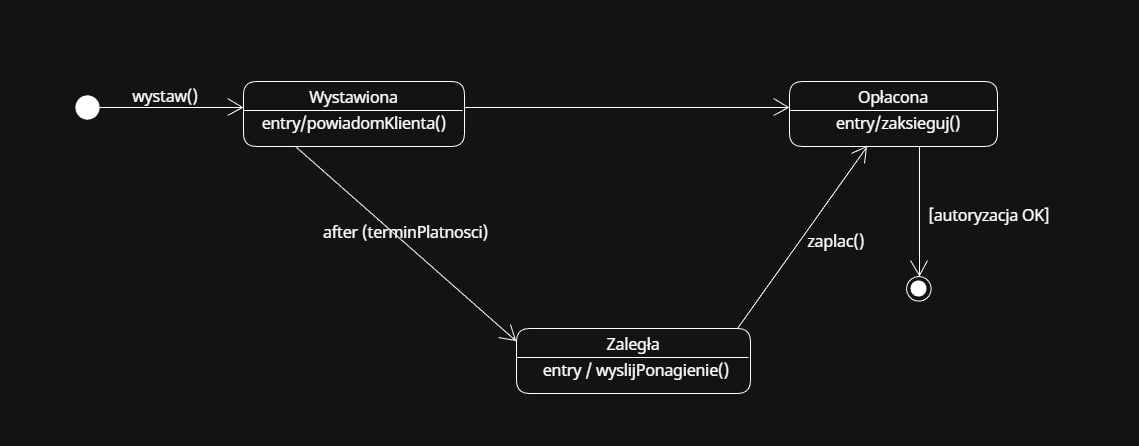 wystaw()
Wystawiona
entry/powiadomKlienta()
Opłacona
entry/zaksieguj()
[autoryzacja OK]
after (terminPlatnosci)
zaplac()
Zaległa
entry / wyslijPonagienie()